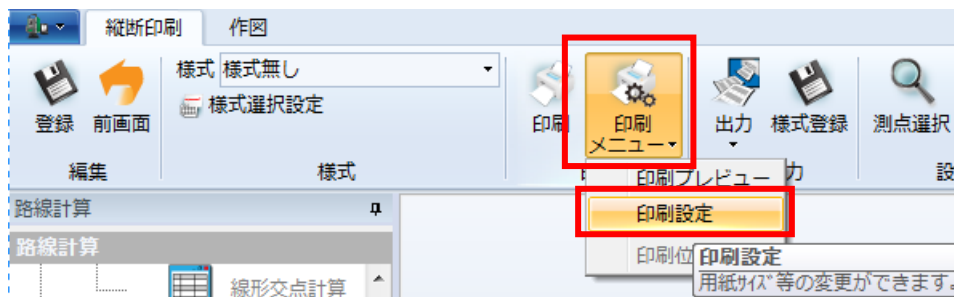 縦断印刷 作図
様式 様式無し
様式選択設定
登録 前画面 印刷 印刷
メニュー 出力 様式登録 測点選択
編集 様式 力 設
印刷プレビュー
路線計算
印刷設定
路線計算
印刷位
印刷設定
用紙ｻｲｽﾞ等の変更ができます。
線形交点計算